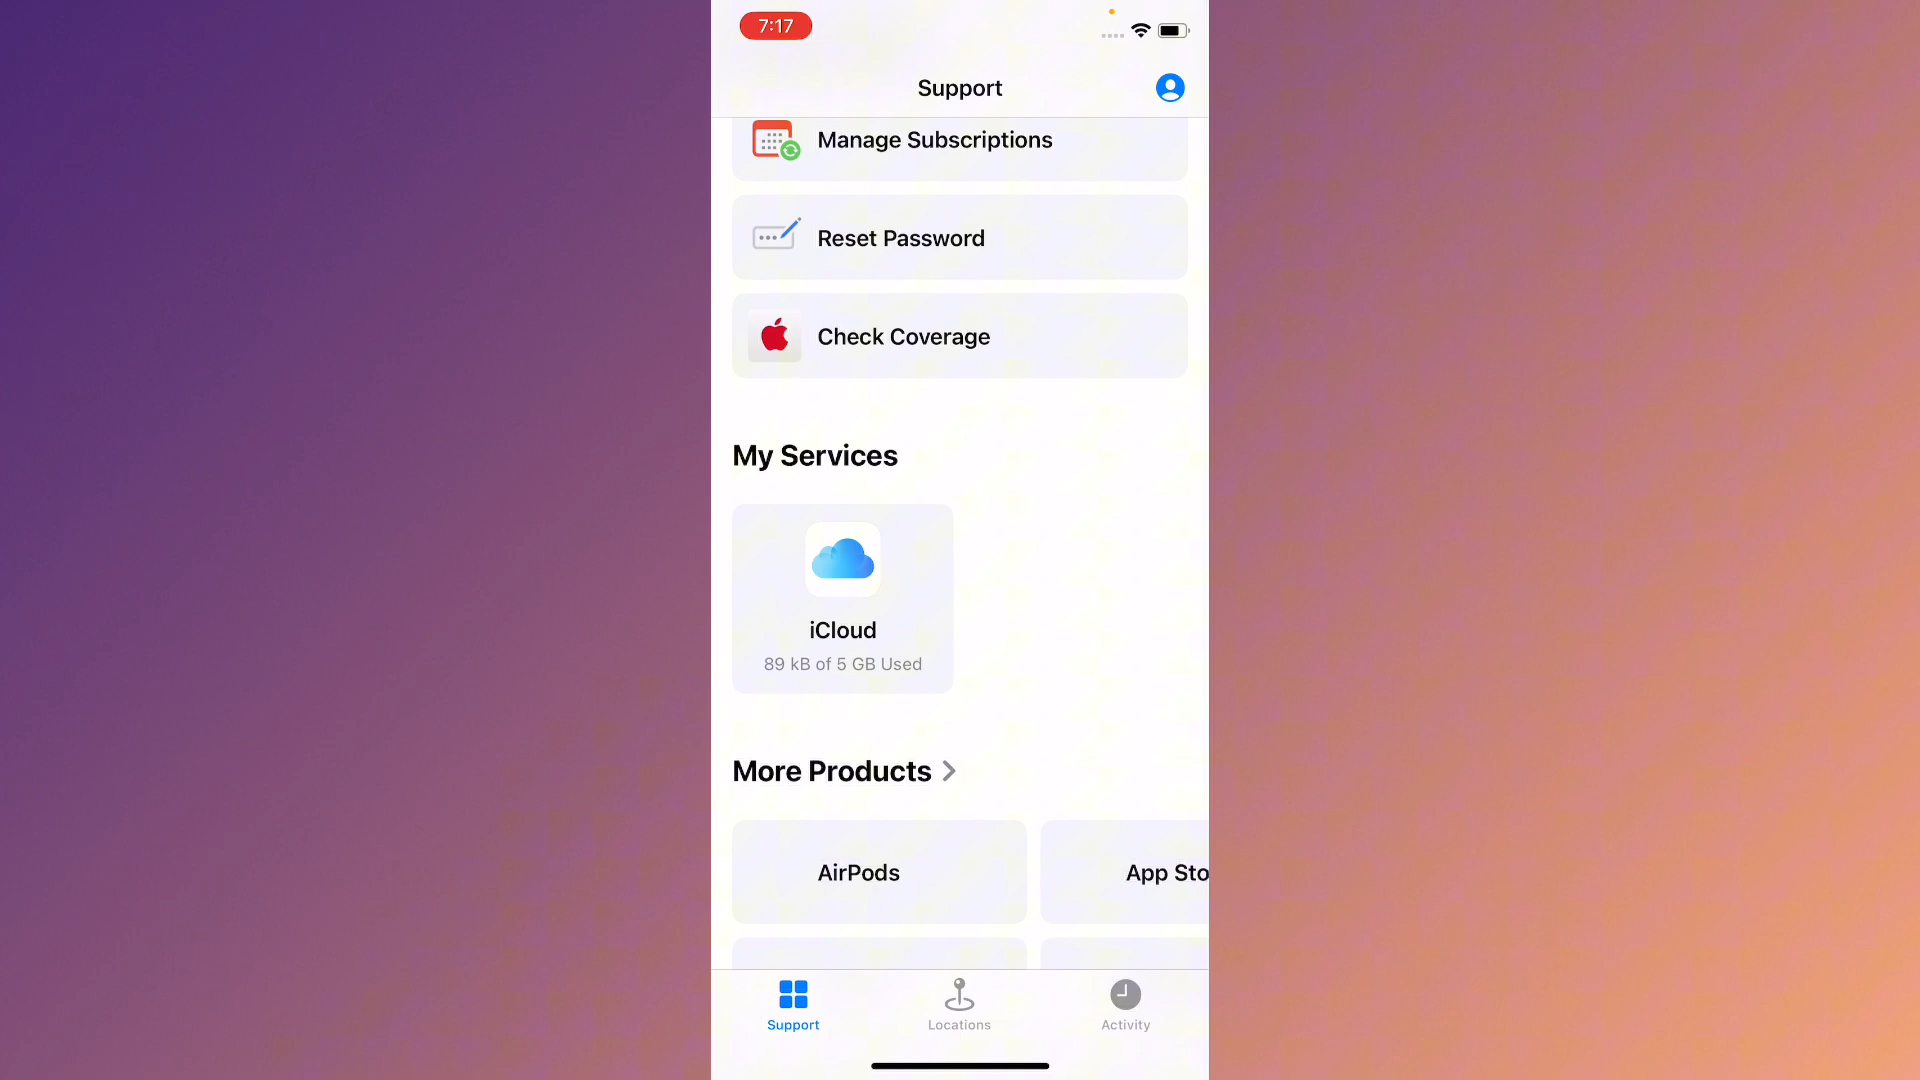 7:17
Support
Manage Subscriptions
Reset Password
Check Coverage
My Services
iCloud
89 kB of 5 GB Used
More Products
AirPods
App Sto
Support
Locations
Activity